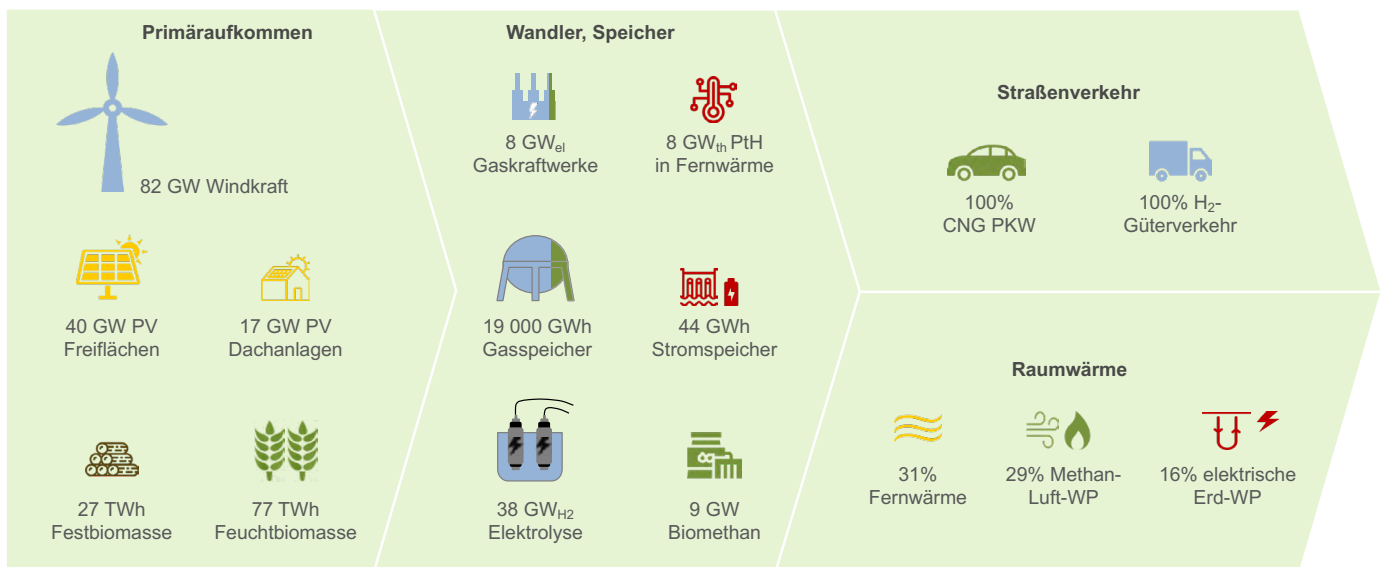 Primäraufkommen
82 GW Windkraft
40 GW PV
Freiflächen
17 GW PV
Dachanlagen
27 TWh
Festbiomasse
77 TWh
Feuchtbiomasse
Wandler, Speicher
8 GWel
Gaskraftwerke
8 GWth PtH
in Fernwärme
19 000 GWh
Gasspeicher
44 GWh
Stromspeicher
38 GWH2
Elektrolyse
9 GW
Biomethan
Straßenverkehr
100%
CNG PKW
100% H2-
Güterverkehr
Raumwärme
31%
Fernwärme
29% Methan-
Luft-WP
16% elektrische
Erd-WP